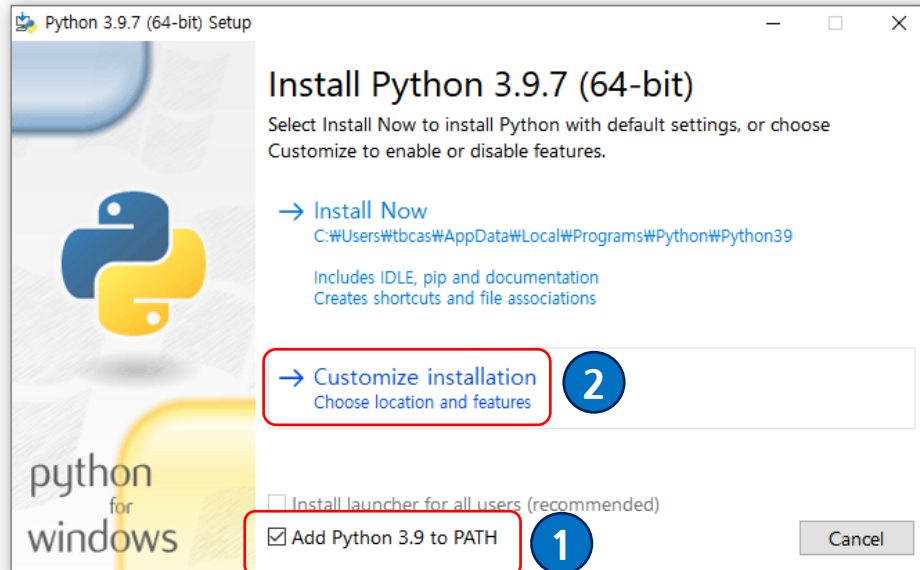 Python 3.9.7 (64-bit) Setup
Install Python 3.9.7 (64-bit)
Select Install Now to install Python with default settings, or choose
Customize to enable or disable features.
→ Install Now
C:₩Users₩tbcas₩AppData₩Local₩Programs₩Python₩Python39
Includes IDLE, pip and documentation
Creates shortcuts and file associations
→ Customize installation
Choose location and features
2
python
for
windows
Install launcher for all users (recommended)
Add Python 3.9 to PATH
1
Cancel